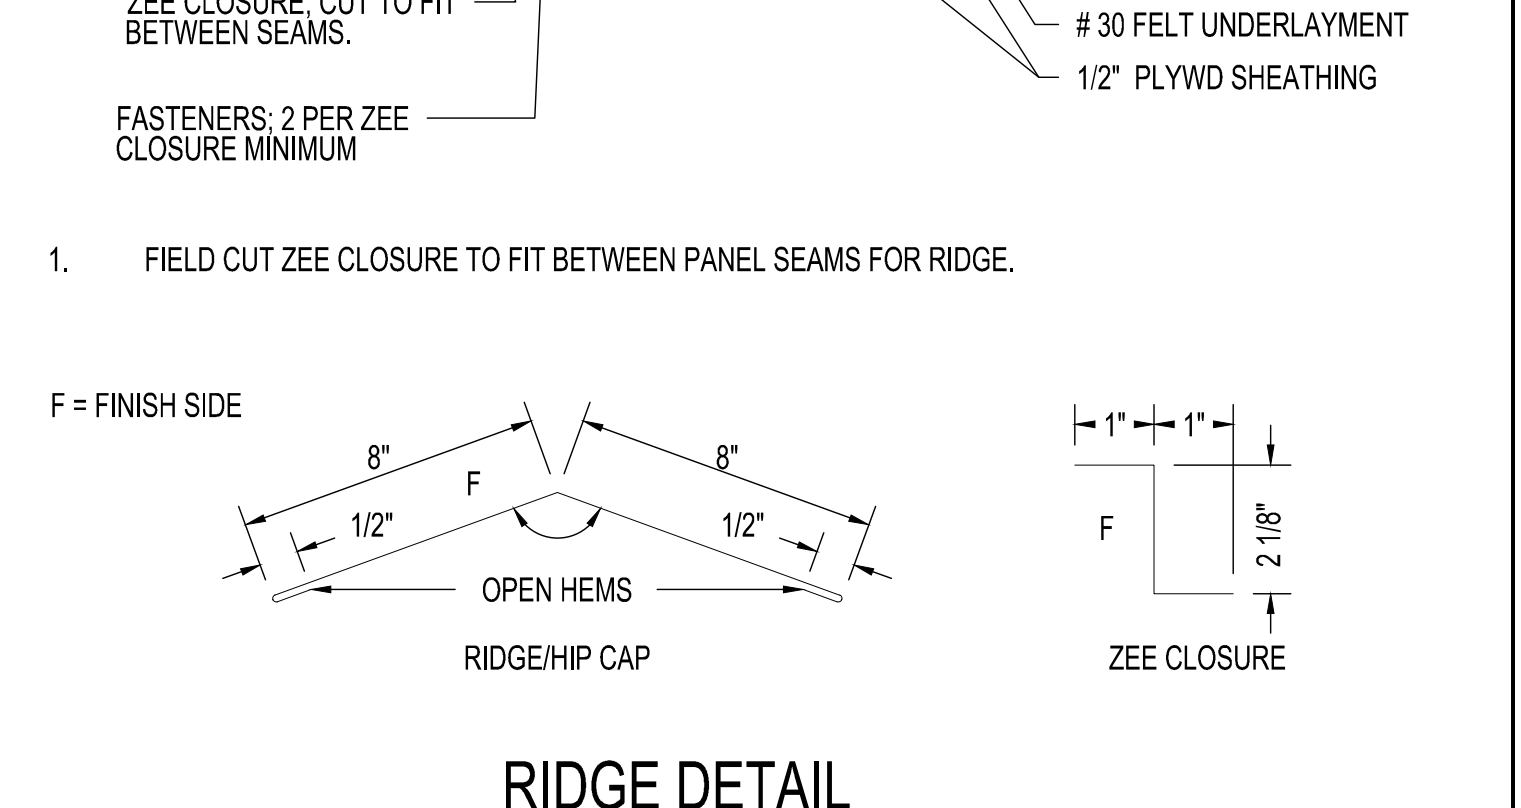 ZEE CLOSURE, CUT TO FIT
BETWEEN SEAMS.
# 30 FELT UNDERLAYMENT
1/2" PLYWD SHEATHING
FASTENERS; 2 PER ZEE
CLOSURE MINIMUM
1. FIELD CUT ZEE CLOSURE TO FIT BETWEEN PANEL SEAMS FOR RIDGE.
F = FINISH SIDE
8"
8"
F
1/2"
1/2"
OPEN HEMS
RIDGE/HIP CAP
1" 1"
F
2 1/8"
ZEE CLOSURE
RIDGE DETAIL